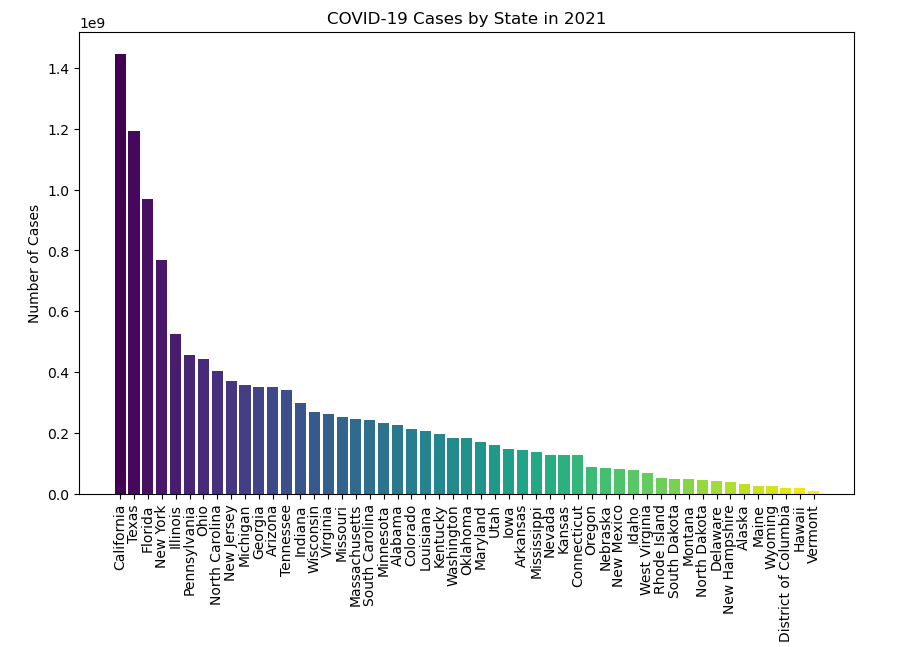 COVID-19 Cases by State in 2021
1e9
1.4
1.2
1.0
0.8
0.6
0.4
0.2
0.0
Number of Cases
California
Texas
Florida
New York
Illinois
Pennsylvania
Ohio
North Carolina
New Jersey
Michigan
Georgia
Arizona
Tennessee
Indiana
Wisconsin
Virginia
Missouri
Massachusetts
South Carolina
Minnesota
Alabama
Colorado
Louisiana
Kentucky
Washington
Oklahoma
Maryland
Utah
Iowa
Arkansas
Mississippi
Nevada
Kansas
Connecticut
Oregon
Nebraska
New Mexico
Idaho
West Virginia
Rhode Island
South Dakota
Montana
North Dakota
Delaware
New Hampshire
Alaska
Maine
Wyoming
District of Columbia
Hawaii
Vermont